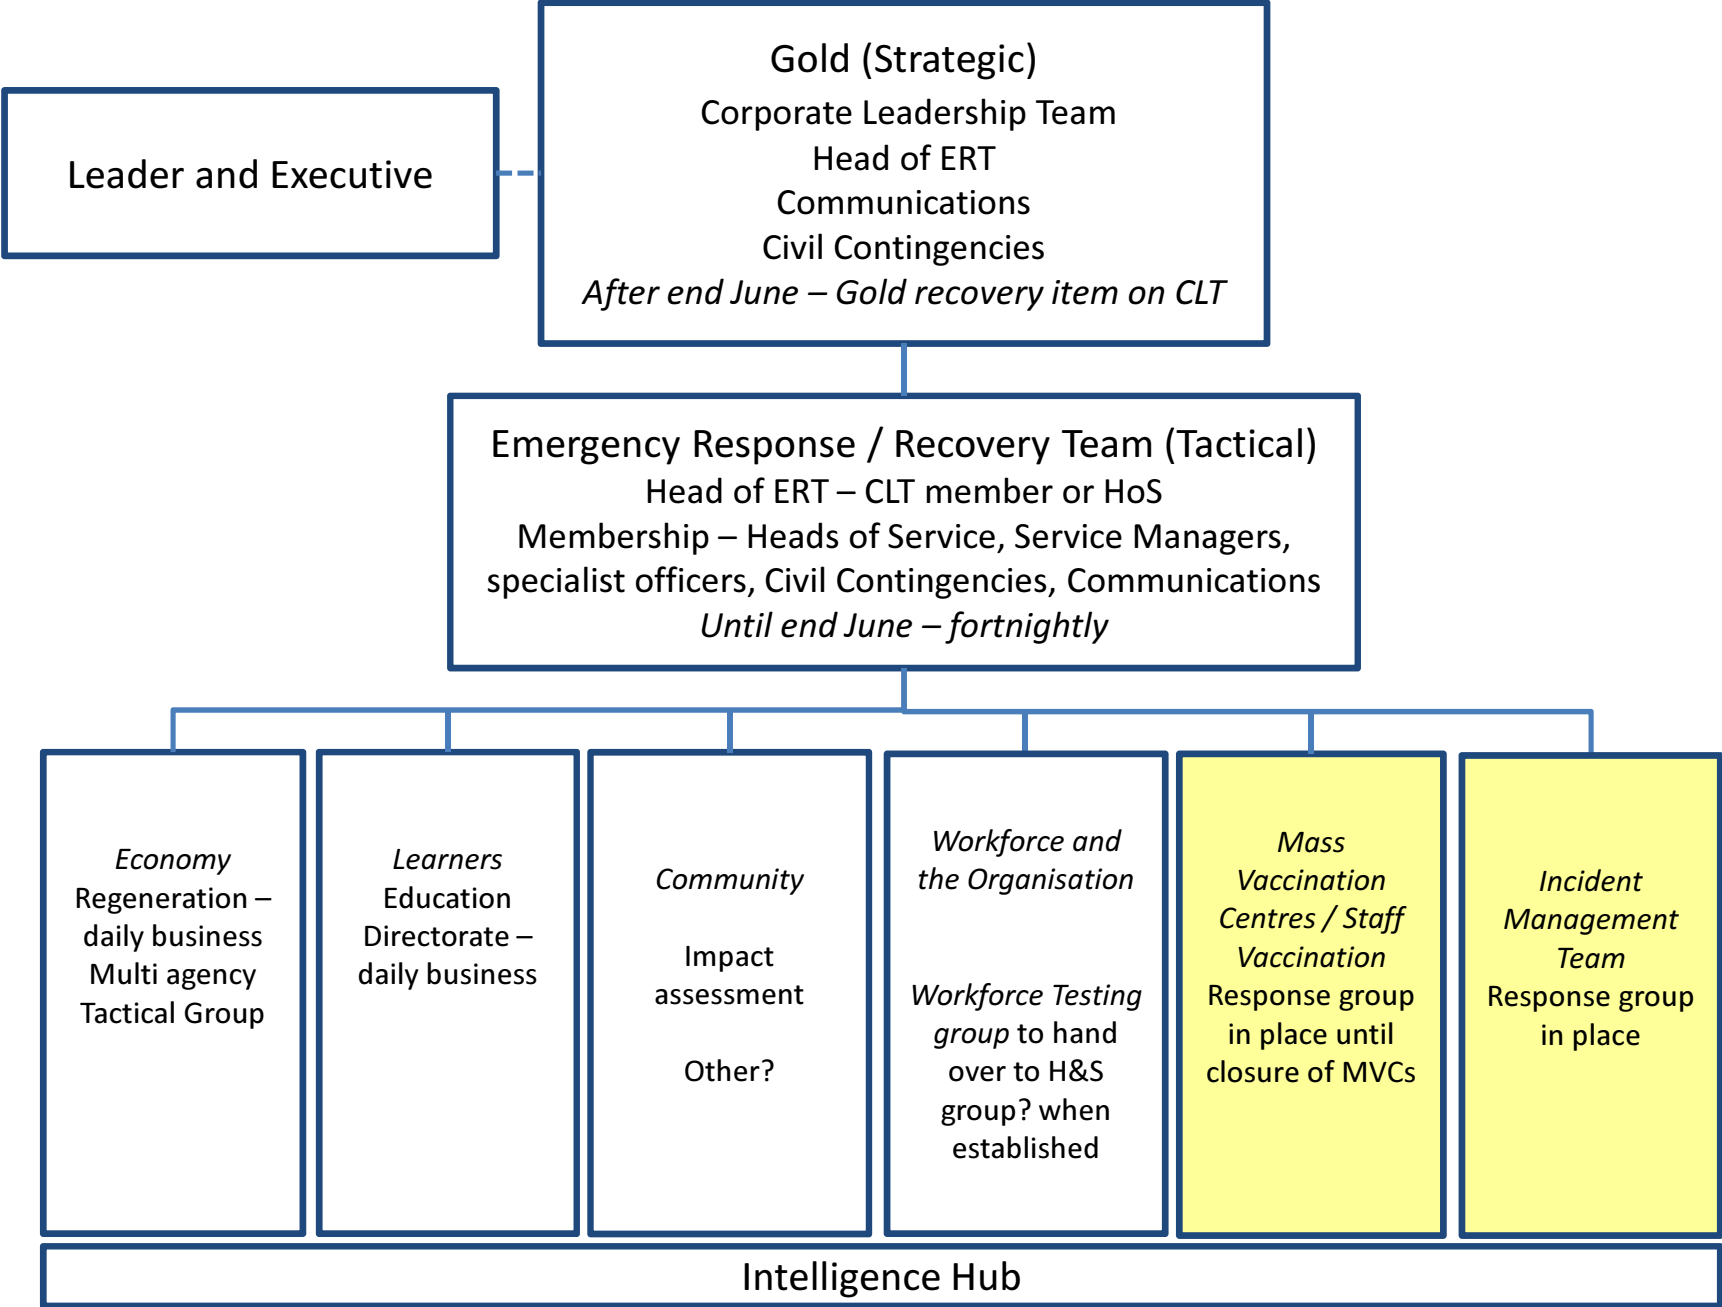 Gold (Strategic)
Corporate Leadership Team
Head of ERT
Communications
Civil Contingencies
After end June – Gold recovery item on CLT
Leader and Executive
Emergency Response / Recovery Team (Tactical)
Head of ERT – CLT member or HoS
Membership – Heads of Service, Service Managers,
specialist officers, Civil Contingencies, Communications
Until end June – fortnightly
Economy
Regeneration –
daily business
Multi agency
Tactical Group
Learners
Education
Directorate –
daily business
Community
Impact
assessment
Other?
Workforce and
the Organisation
Workforce Testing
group to hand
over to H&S
group? when
established
Mass
Vaccination
Centres / Staff
Vaccination
Response group
in place until
closure of MVCs
Incident
Management
Team
Response group
in place
Intelligence Hub